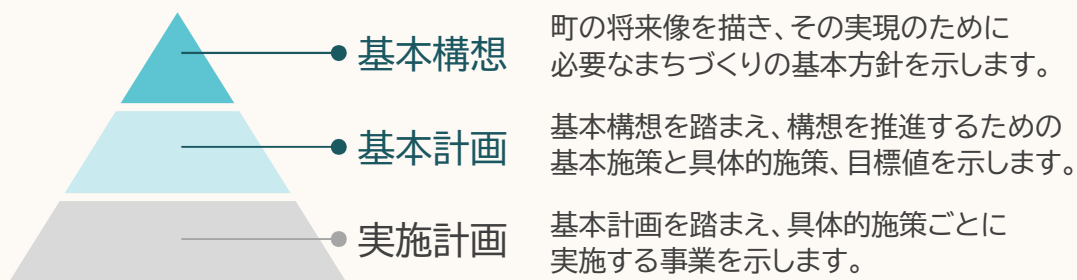 基本構想
町の将来像を描き、その実現のために
必要なまちづくりの基本方針を示します。
基本計画
基本構想を踏まえ、構想を推進するための
基本施策と具体的施策、目標値を示します。
実施計画
基本計画を踏まえ、具体的施策ごとに
実施する事業を示します。